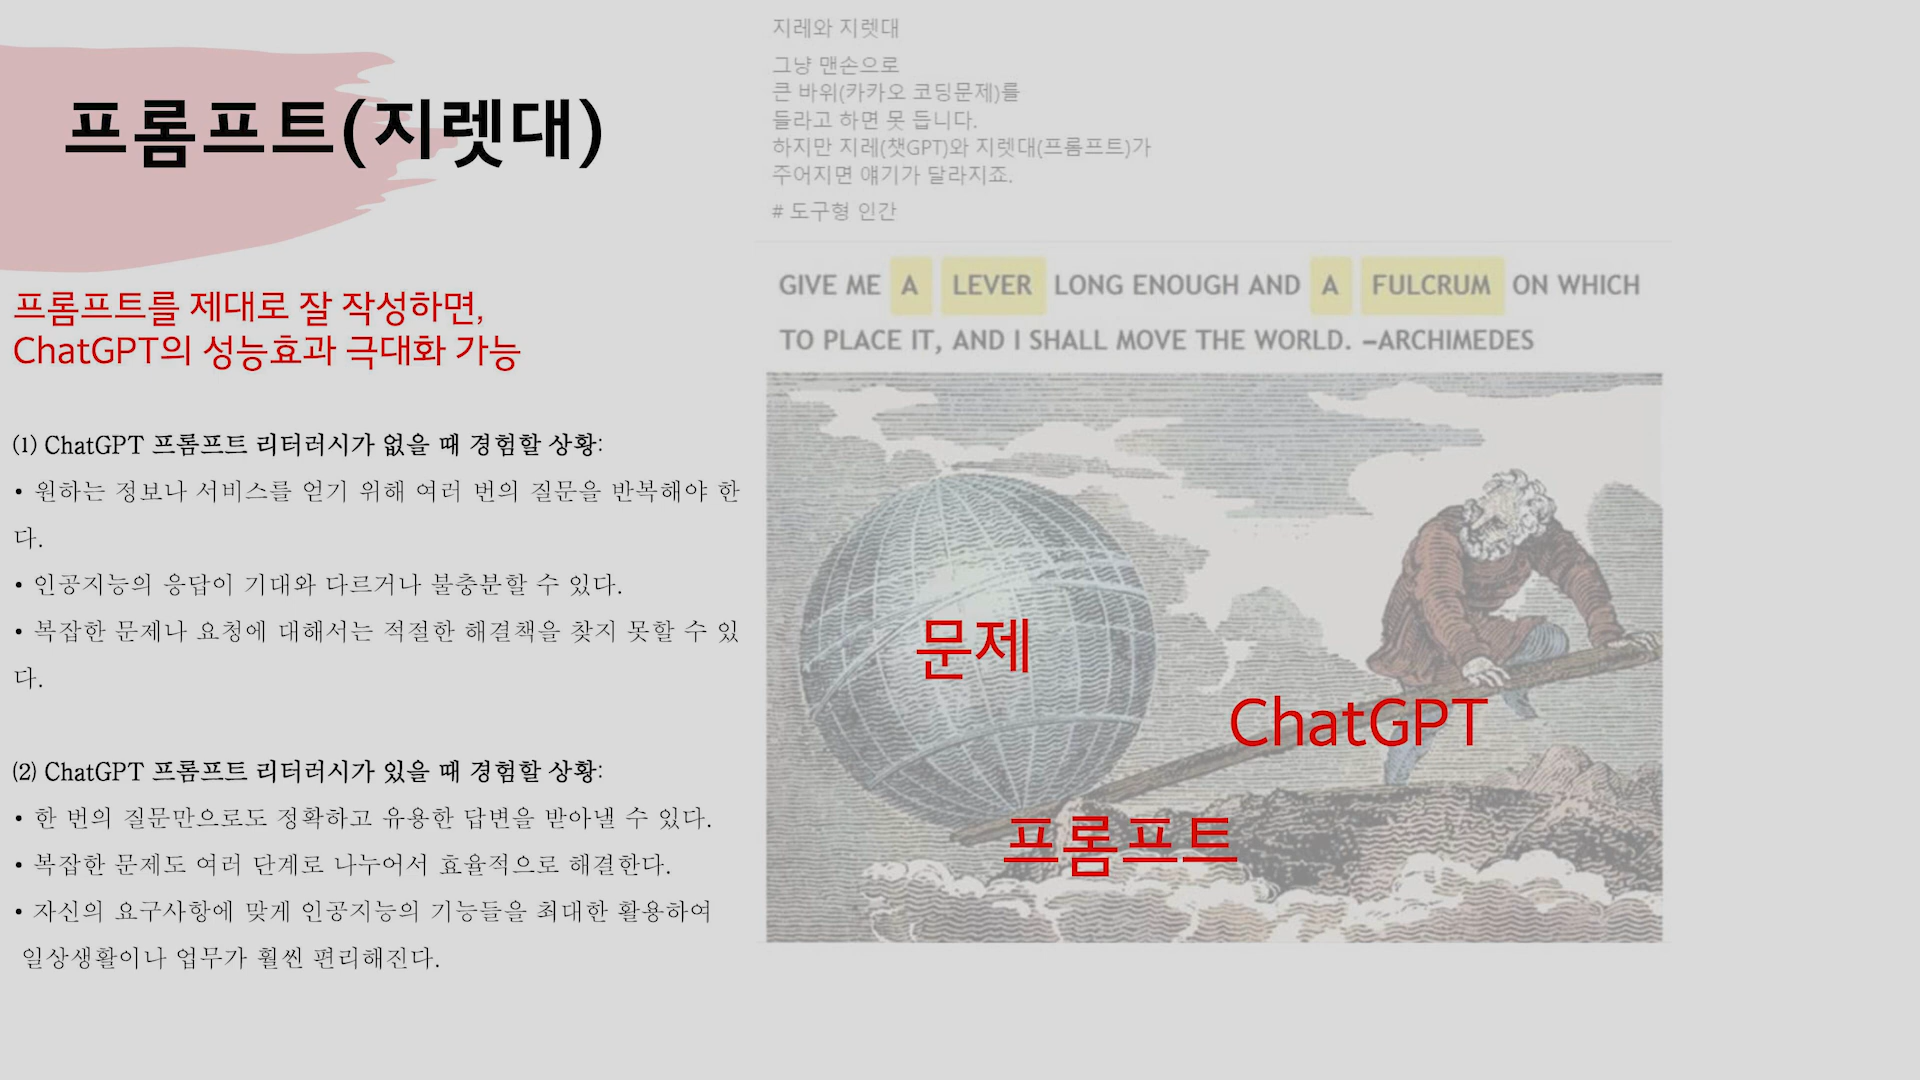 프롬프트(지렛대)
프롬프트를 제대로 잘 작성하면,
ChatGPT의 성능효과 극대화 가능
(1) ChatGPT 프롬프트 리터러시가 없을 때 경험할 상황:
• 원하는 정보나 서비스를 얻기 위해 여러 번의 질문을 반복해야 한
다.
• 인공지능의 응답이 기대와 다르거나 불충분할 수 있다.
• 복잡한 문제나 요청에 대해서는 적절한 해결책을 찾지 못할 수 있
다.
(2) ChatGPT 프롬프트 리터러시가 있을 때 경험할 상황:
• 한 번의 질문만으로도 정확하고 유용한 답변을 받아낼 수 있다.
• 복잡한 문제도 여러 단계로 나누어서 효율적으로 해결한다.
• 자신의 요구사항에 맞게 인공지능의 기능들을 최대한 활용하여
일상생활이나 업무가 훨씬 편리해진다.
지레와 지렛대
그냥 맨손으로
큰 바위(카카오 코딩문제)를
들라고 하면 못 듭니다.
하지만 지레(챗GPT)와 지렛대(프롬프트)가
주어지면 얘기가 달라지죠.
# 도구형 인간
GIVE ME A LEVER LONG ENOUGH AND A FULCRUM ON WHICH
TO PLACE IT, AND I SHALL MOVE THE WORLD. –ARCHIMEDES
문제
ChatGPT
프롬프트